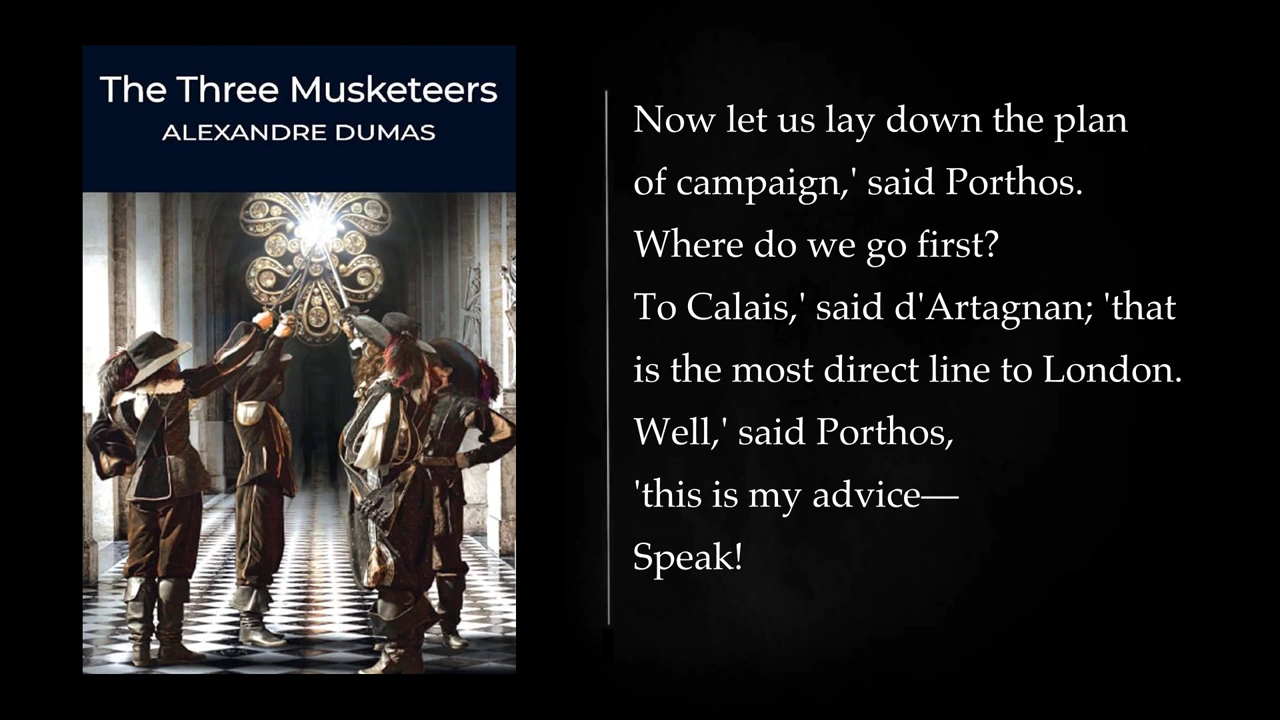 The Three Musketeers
ALEXANDRE DUMAS
Now let us lay down the plan
of campaign,' said Porthos.
Where do we go first?
To Calais,' said d'Artagnan; 'that
is the most direct line to London.
Well,' said Porthos,
'this is my advice—
Speak!